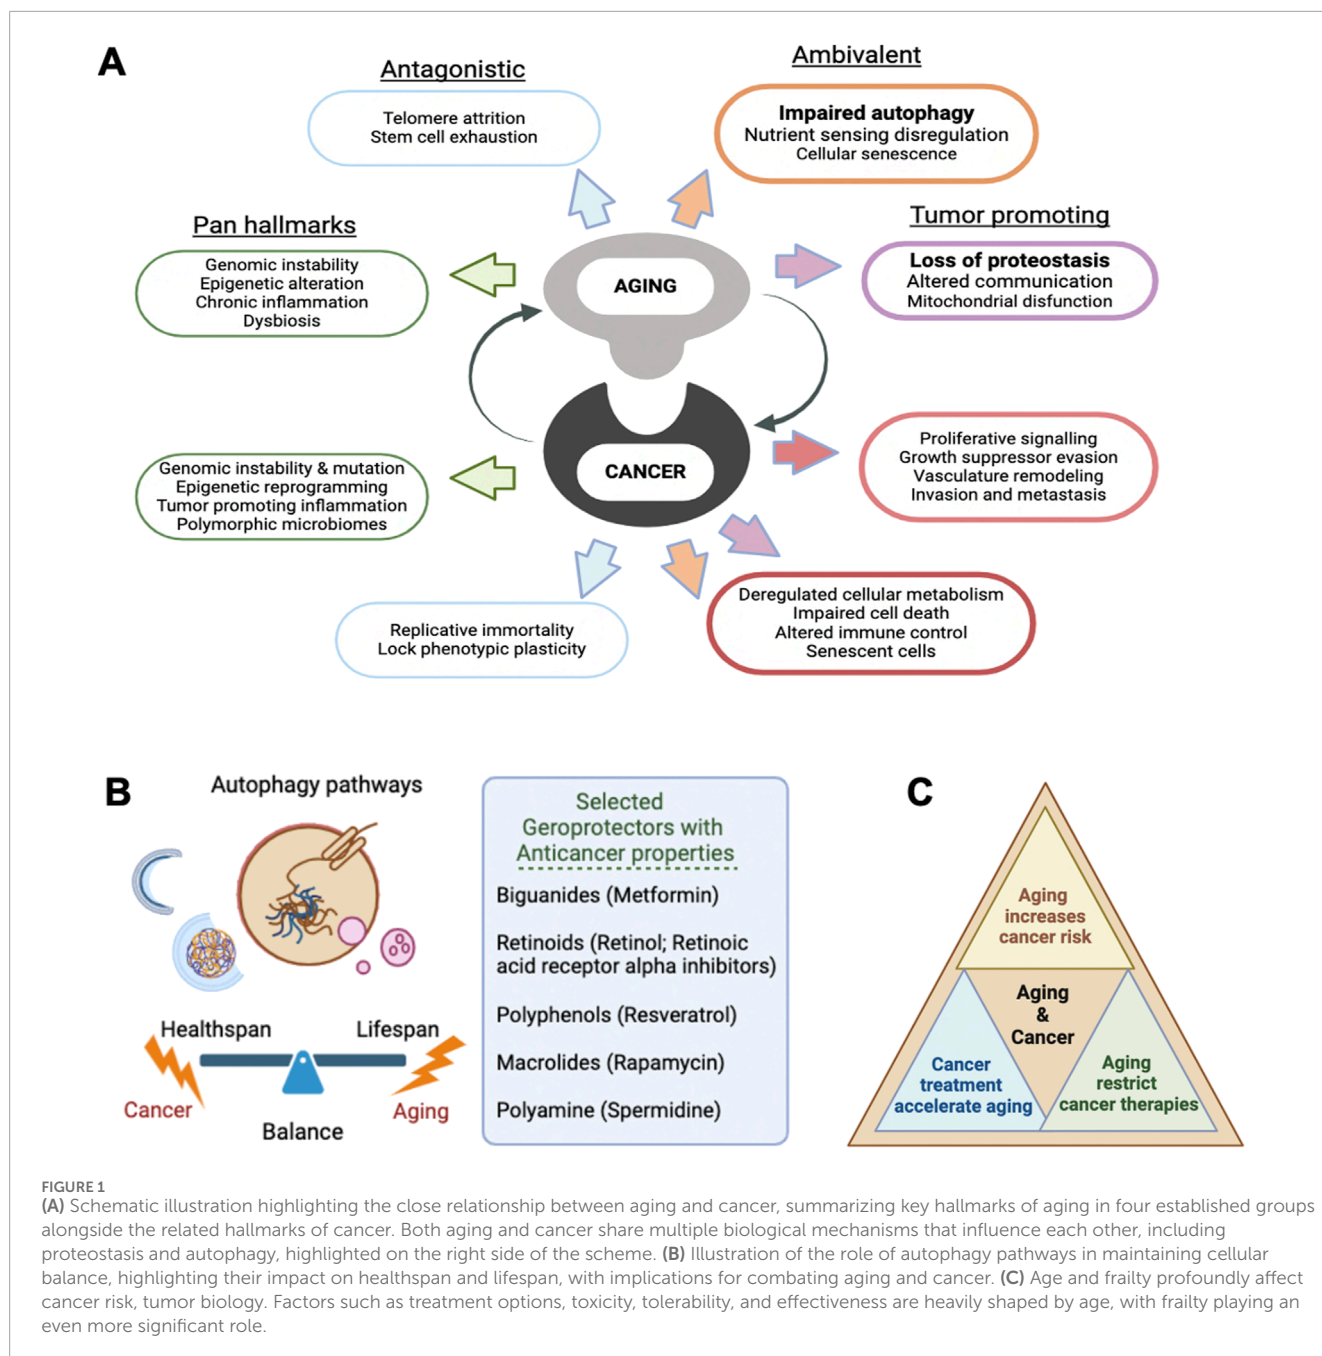 A
Antagonistic
Telomere attrition
Stem cell exhaustion
Ambivalent
Impaired autophagy
Nutrient sensing disregulation
Cellular senescence
Pan hallmarks
Genomic instability
Epigenetic alteration
Chronic inflammation
Dysbiosis
AGING
Tumor promoting
Loss of proteostasis
Altered communication
Mitochondrial disfunction
CANCER
Genomic instability & mutation
Epigenetic reprogramming
Tumor promoting inflammation
Polymorphic microbiomes
Proliferative signalling
Growth suppressor evasion
Vasculature remodeling
Invasion and metastasis
Replicative immortality
Lock phenotypic plasticity
Deregulated cellular metabolism
Impaired cell death
Altered immune control
Senescent cells
B
Autophagy pathways
Healthspan
Lifespan
Cancer
Aging
Balance
Selected
Geroprotectors with
Anticancer properties
Biguanides (Metformin)
Retinoids (Retinol; Retinoic
acid receptor alpha inhibitors)
Polyphenols (Resveratrol)
Macrolides (Rapamycin)
Polyamine (Spermidine)
C
Aging
increases
cancer risk
Aging
&
Cancer
Cancer
treatment
accelerate aging
Aging
restrict
cancer therapies
FIGURE 1
(A) Schematic illustration highlighting the close relationship between aging and cancer, summarizing key hallmarks of aging in four established groups
alongside the related hallmarks of cancer. Both aging and cancer share multiple biological mechanisms that influence each other, including
proteostasis and autophagy, highlighted on the right side of the scheme. (B) Illustration of the role of autophagy pathways in maintaining cellular
balance, highlighting their impact on healthspan and lifespan, with implications for combating aging and cancer. (C) Age and frailty profoundly affect
cancer risk, tumor biology. Factors such as treatment options, toxicity, tolerability, and effectiveness are heavily shaped by age, with frailty playing an
even more significant role.